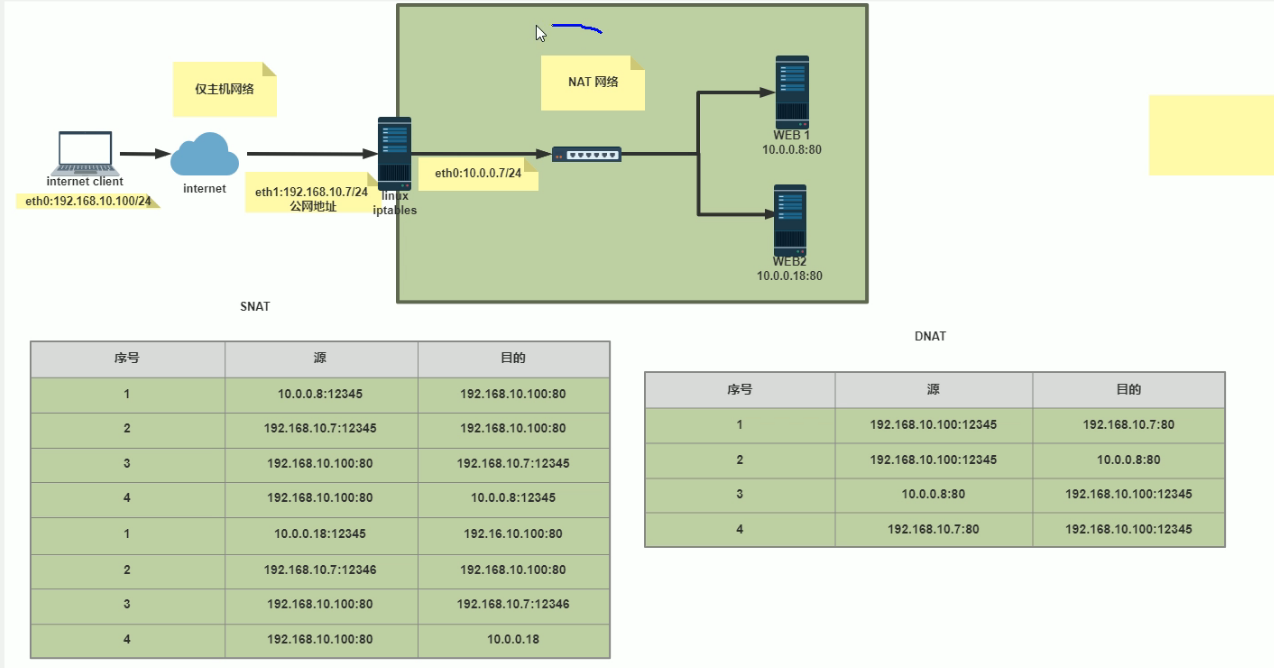 仅主机网络
NAT 网络
WEB 1
10.0.0.8:80
internet client
eth0:192.168.10.100/24
internet
eth1:192.168.10.7/24
公网地址
linux
iptables
eth0:10.0.0.7/24
WEB2
10.0.0.18:80
SNAT
序号 源 目的
1 10.0.0.8:12345 192.168.10.100:80
2 192.168.10.7:12345 192.168.10.100:80
3 192.168.10.100:80 192.168.10.7:12345
4 192.168.10.100:80 10.0.0.8:12345
1 10.0.0.18:12345 192.16.10.100:80
2 192.168.10.7:12346 192.168.10.100:80
3 192.168.10.100:80 192.168.10.7:12346
4 192.168.10.100:80 10.0.0.18
DNAT
序号 源 目的
1 192.168.10.100:12345 192.168.10.7:80
2 192.168.10.100:12345 10.0.0.8:80
3 10.0.0.8:80 192.168.10.100:12345
4 192.168.10.7:80 192.168.10.100:12345